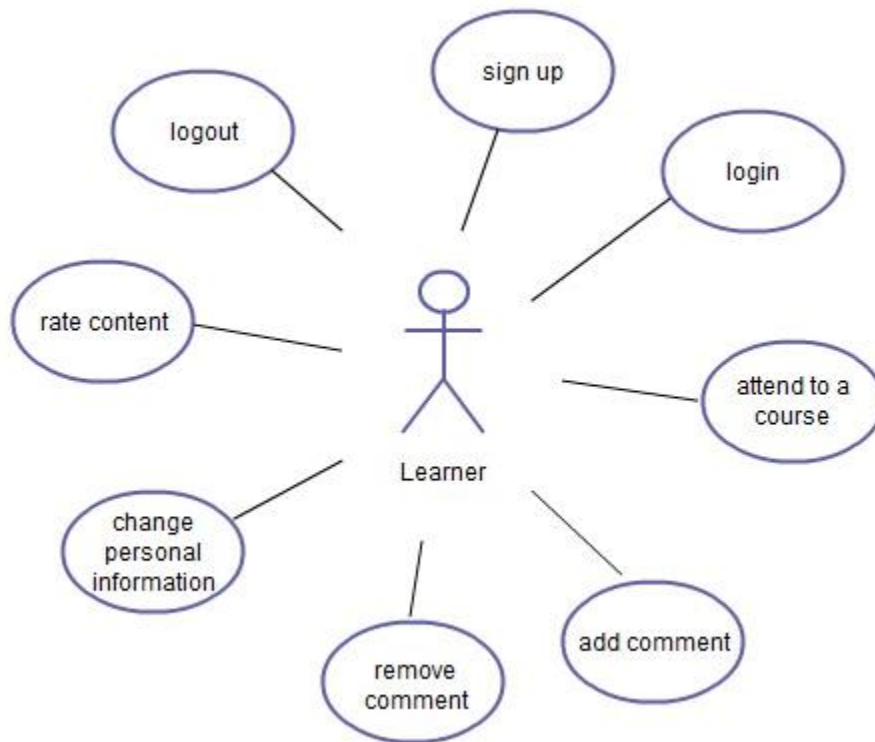 sign up
logout
login
rate content
attend to a
course
Learner
change
personal
information
add comment
remove
comment